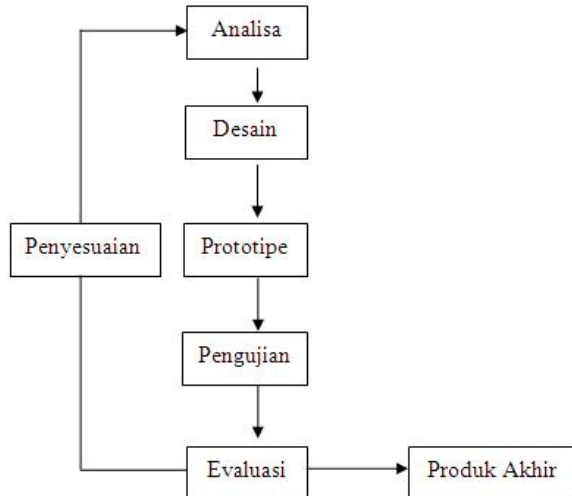 Analisa
Desain
Penyesuaian
Prototipe
Pengujian
Evaluasi
Produk Akhir